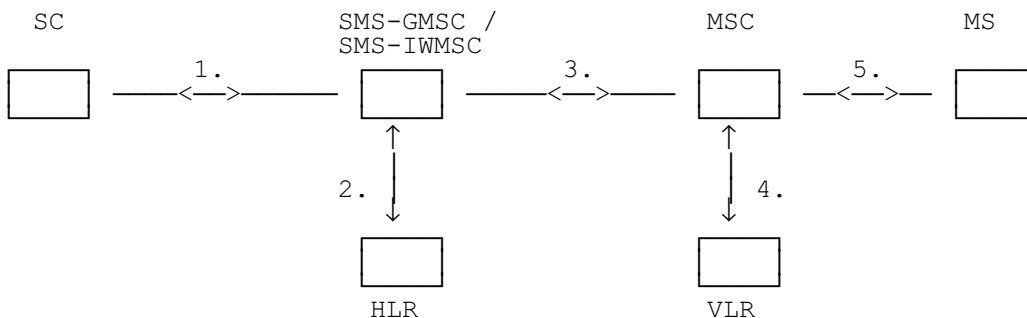 SC
SMS-GMSC /
SMS-IWMSC
MSC
MS
1.
3.
5.
2.
4.
HLR
VLR